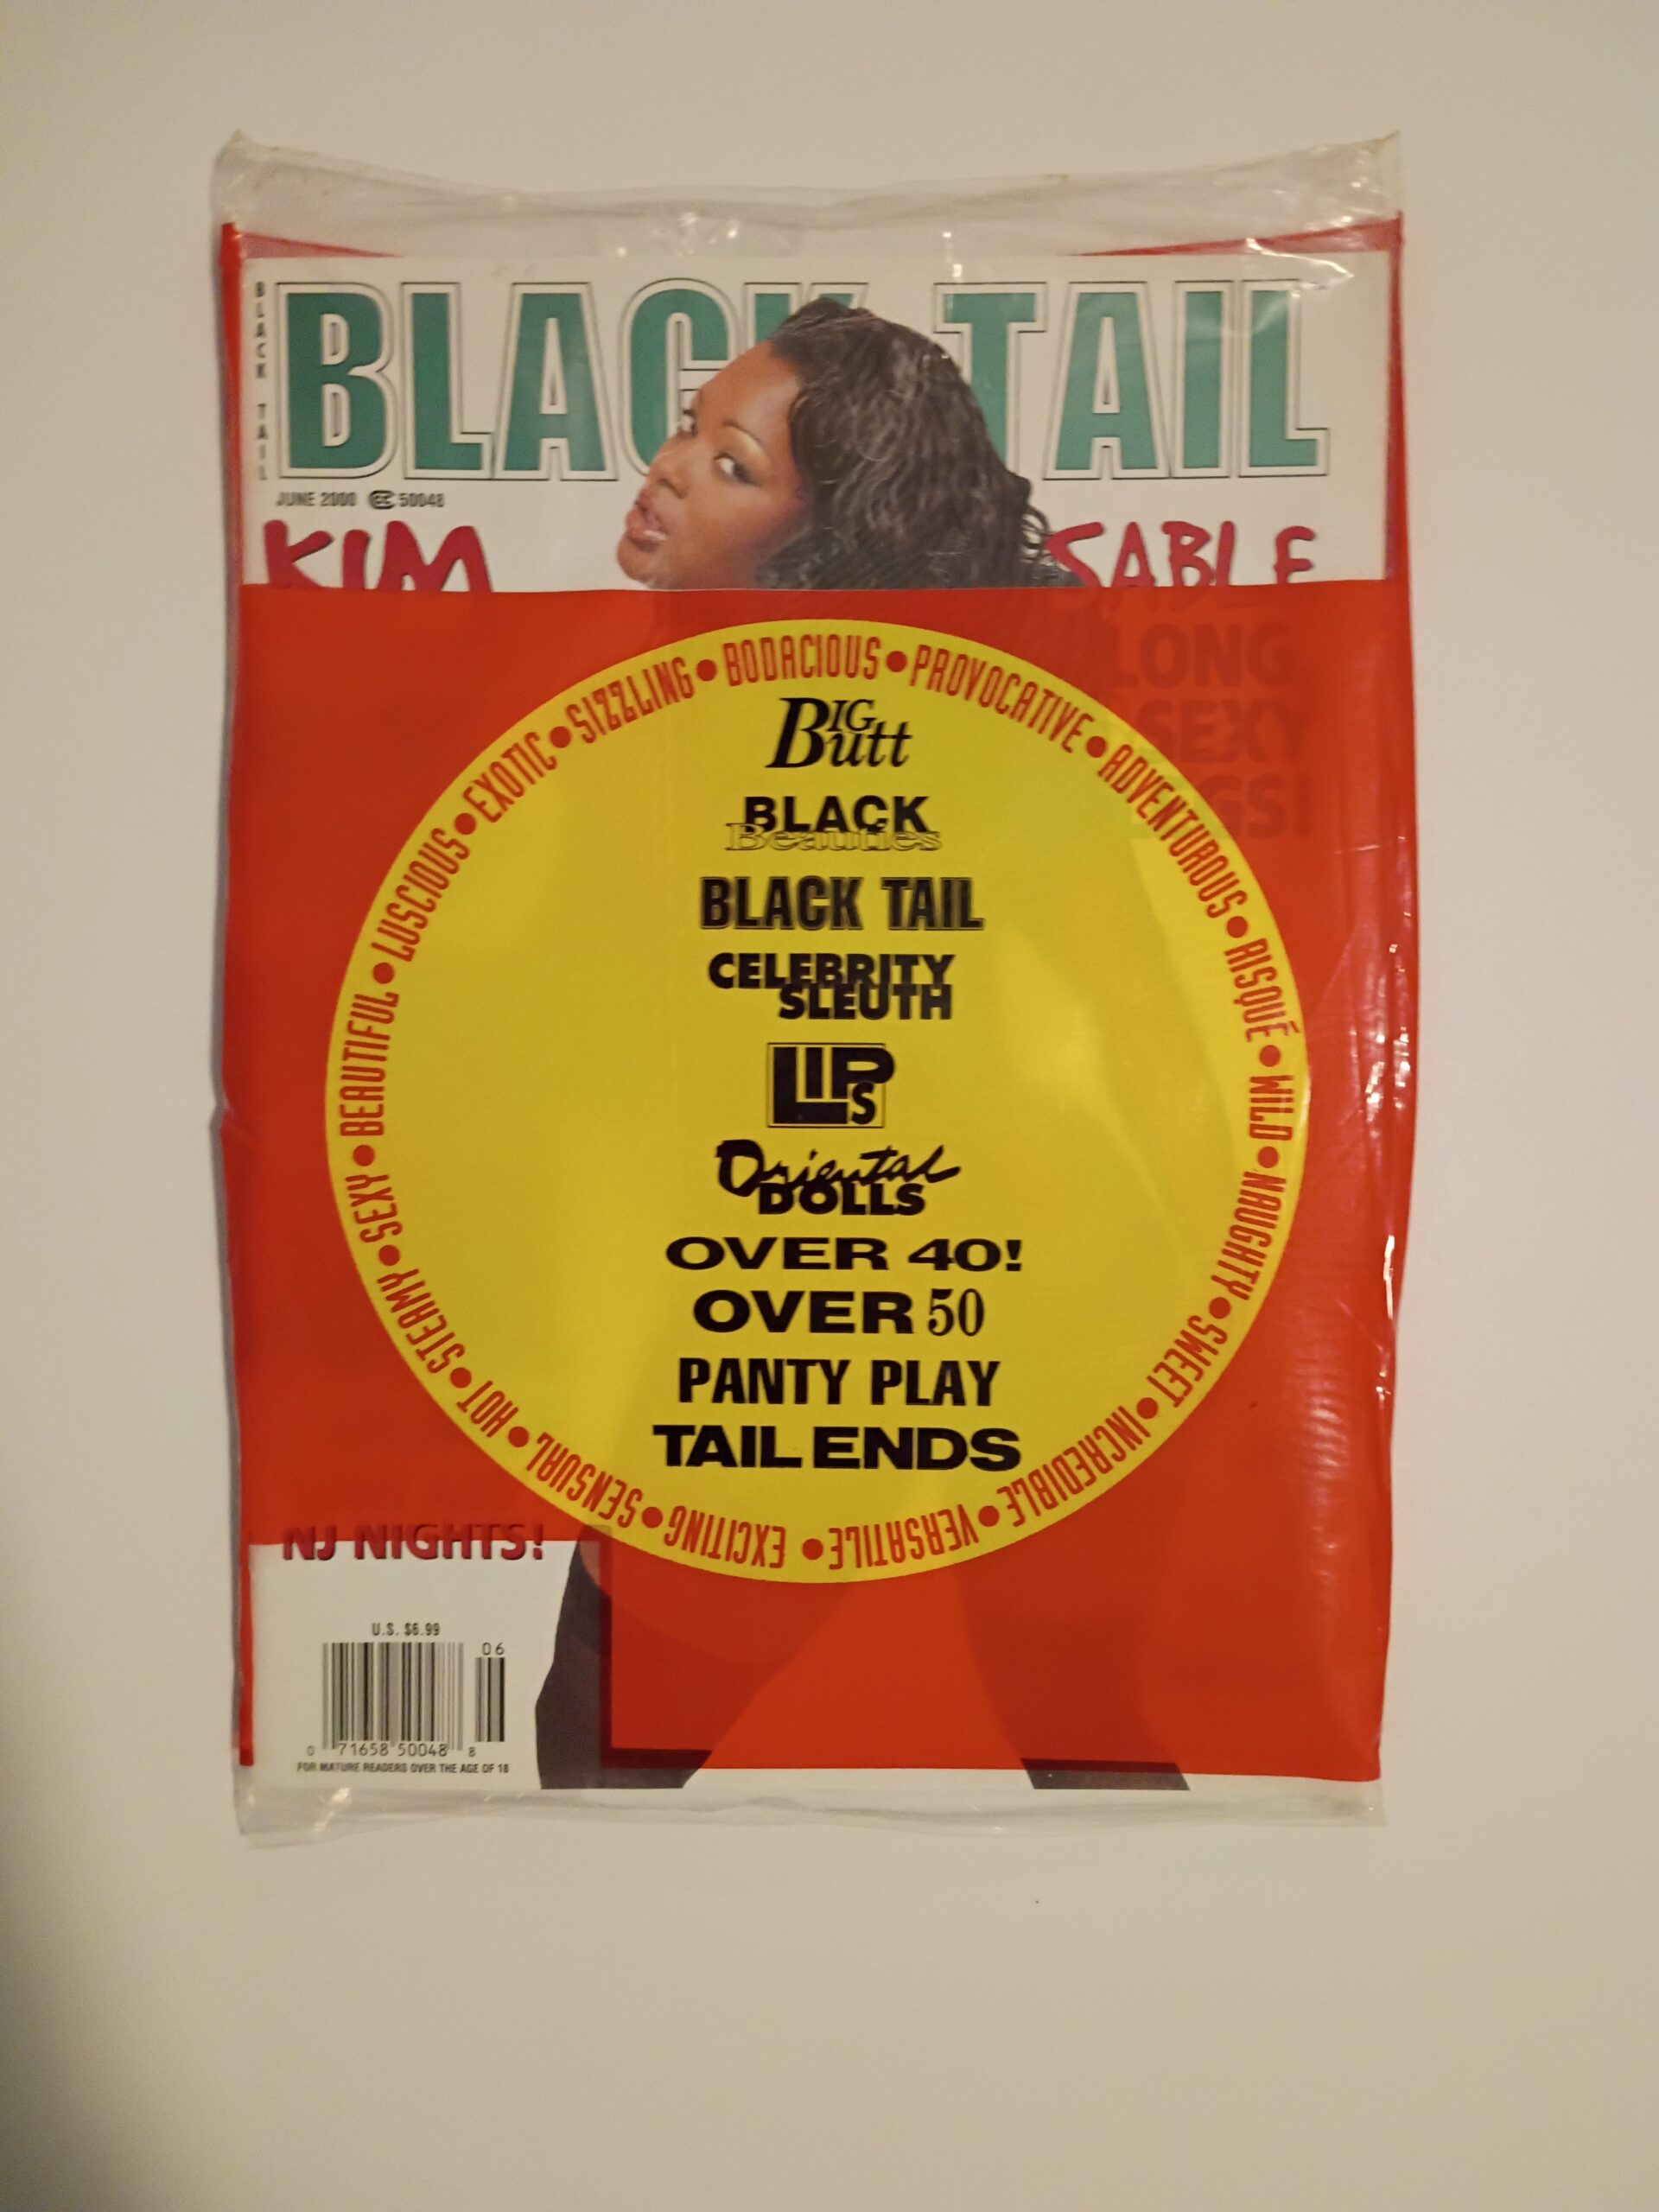 BLACK TAIL
BLACK TAIL
JUNE 2000 CC 50048
KIM
SABLE
LONG
SEXY
BODACIOUS • PROVOCATIVE • ADVENTUROUS • RISQUÉ • WILD • NAUGHTY • SWEET • INCREDIBLE • VERSATILE • EXCITING • SENSUAL • HOT • STEAMY • SEXY • BEAUTIFUL • LUSCIOUS • EXOTIC • SIZZLING •
BIG Butt
BLACK
Beauties
BLACK TAIL
CELEBRITY
SLEUTH
LIPS
Oriental
DOLLS
OVER 40!
OVER 50
PANTY PLAY
TAIL ENDS
NJ NIGHTS!
U.S. $6.99
06
0 71658 50048 8
FOR MATURE READERS OVER THE AGE OF 18